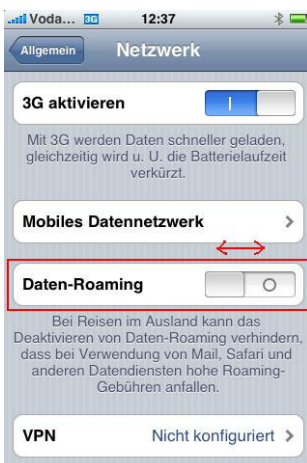 Voda... 3G 12:37
Allgemein Netzwerk
3G aktivieren
Mit 3G werden Daten schneller geladen,
gleichzeitig wird u. U. die Batterielaufzeit
verkürzt.
Mobiles Datennetzwerk
Daten-Roaming
Bei Reisen im Ausland kann das
Deaktivieren von Daten-Roaming verhindern,
dass bei Verwendung von Mail, Safari und
anderen Datendiensten hohe Roaming-
Gebühren anfallen.
VPN Nicht konfiguriert